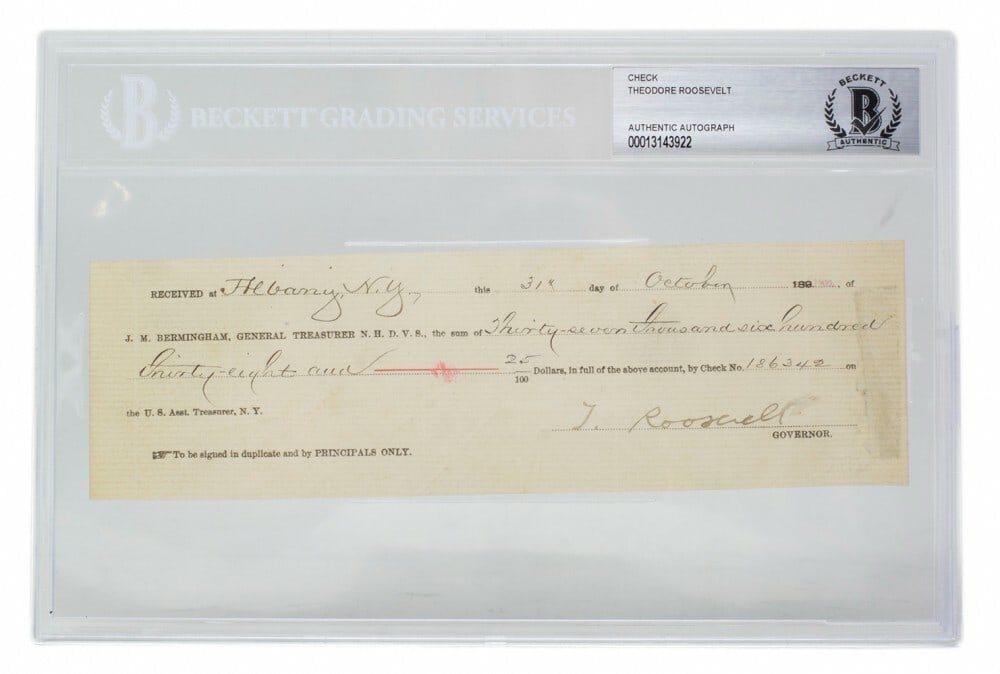 BECKETT GRADING SERVICES
B
CHECK
THEODORE ROOSEVELT
AUTHENTIC AUTOGRAPH
00013143922
BECKETT
B
AUTHENTIC
RECEIVED at Albany, N.Y., this 31st day of October 189 , of
J. M. BERMINGHAM, GENERAL TREASURER N. H. D. V. S., the sum of Thirty-seven thousand six hundred
thirty-eight and 25/100 Dollars, in full of the above account, by Check No. 186342 on
the U. S. Asst. Treasurer, N. Y.
T. Roosevelt
GOVERNOR.
☞ To be signed in duplicate and by PRINCIPALS ONLY.